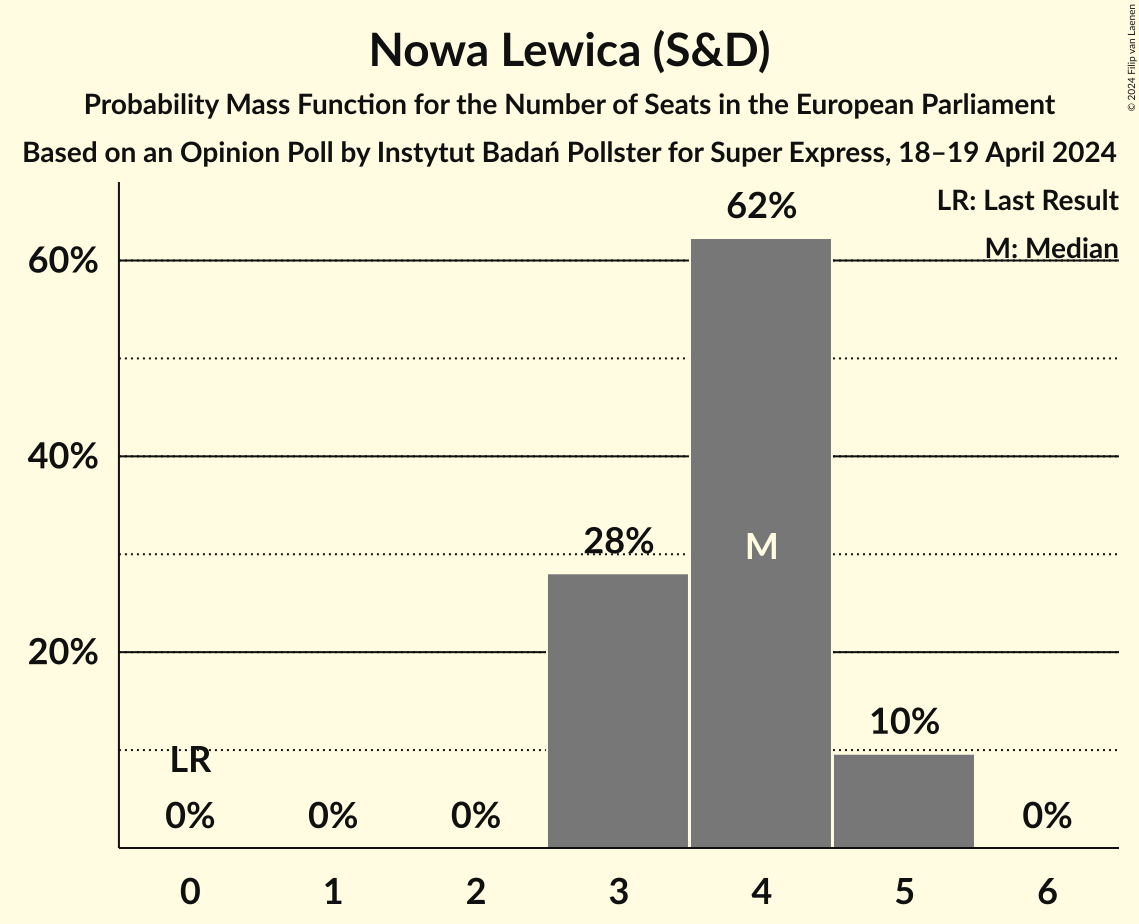 Nowa Lewica (S&D)
Probability Mass Function for the Number of Seats in the European Parliament
Based on an Opinion Poll by Instytut Badań Pollster for Super Express, 18–19 April 2024
© 2024 Filip van Laenen
LR: Last Result
M: Median
60%
40%
20%
LR
0%
0%
0%
28%
62%
M
10%
0%
0
1
2
3
4
5
6